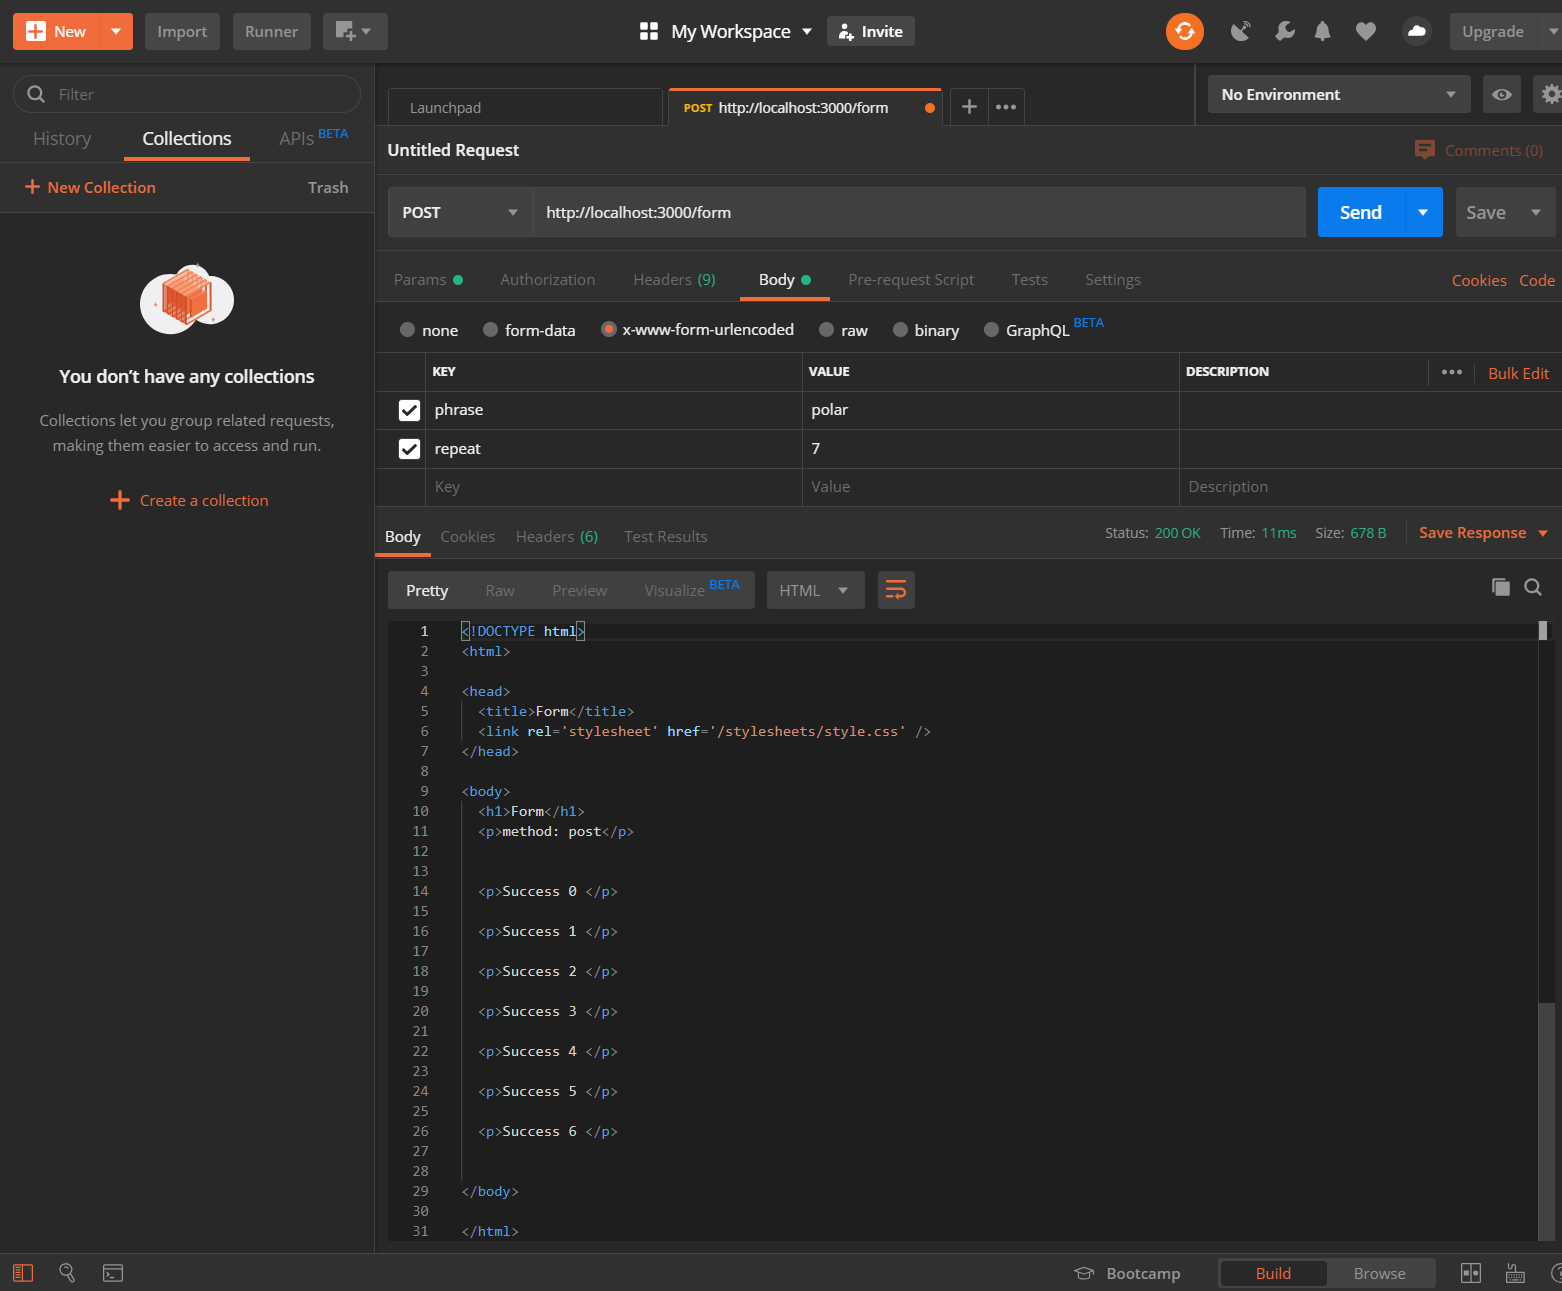 New Import Runner My Workspace Invite Upgrade
Filter
History Collections APIs BETA
New Collection Trash
You don’t have any collections
Collections let you group related requests,
making them easier to access and run.
Create a collection
Launchpad POST http://localhost:3000/form No Environment
Untitled Request Comments (0)
POST http://localhost:3000/form Send Save
Params Authorization Headers (9) Body Pre-request Script Tests Settings Cookies Code
none form-data x-www-form-urlencoded raw binary GraphQL BETA
KEY VALUE DESCRIPTION Bulk Edit
phrase polar
repeat 7
Key Value Description
Body Cookies Headers (6) Test Results Status: 200 OK Time: 11ms Size: 678 B Save Response
Pretty Raw Preview Visualize BETA HTML
1 <!DOCTYPE html>
2 <html>
3
4 <head>
5 <title>Form</title>
6 <link rel='stylesheet' href='/stylesheets/style.css' />
7 </head>
8
9 <body>
10 <h1>Form</h1>
11 <p>method: post</p>
12
13
14 <p>Success 0 </p>
15
16 <p>Success 1 </p>
17
18 <p>Success 2 </p>
19
20 <p>Success 3 </p>
21
22 <p>Success 4 </p>
23
24 <p>Success 5 </p>
25
26 <p>Success 6 </p>
27
28
29 </body>
30
31 </html>
Bootcamp Build Browse